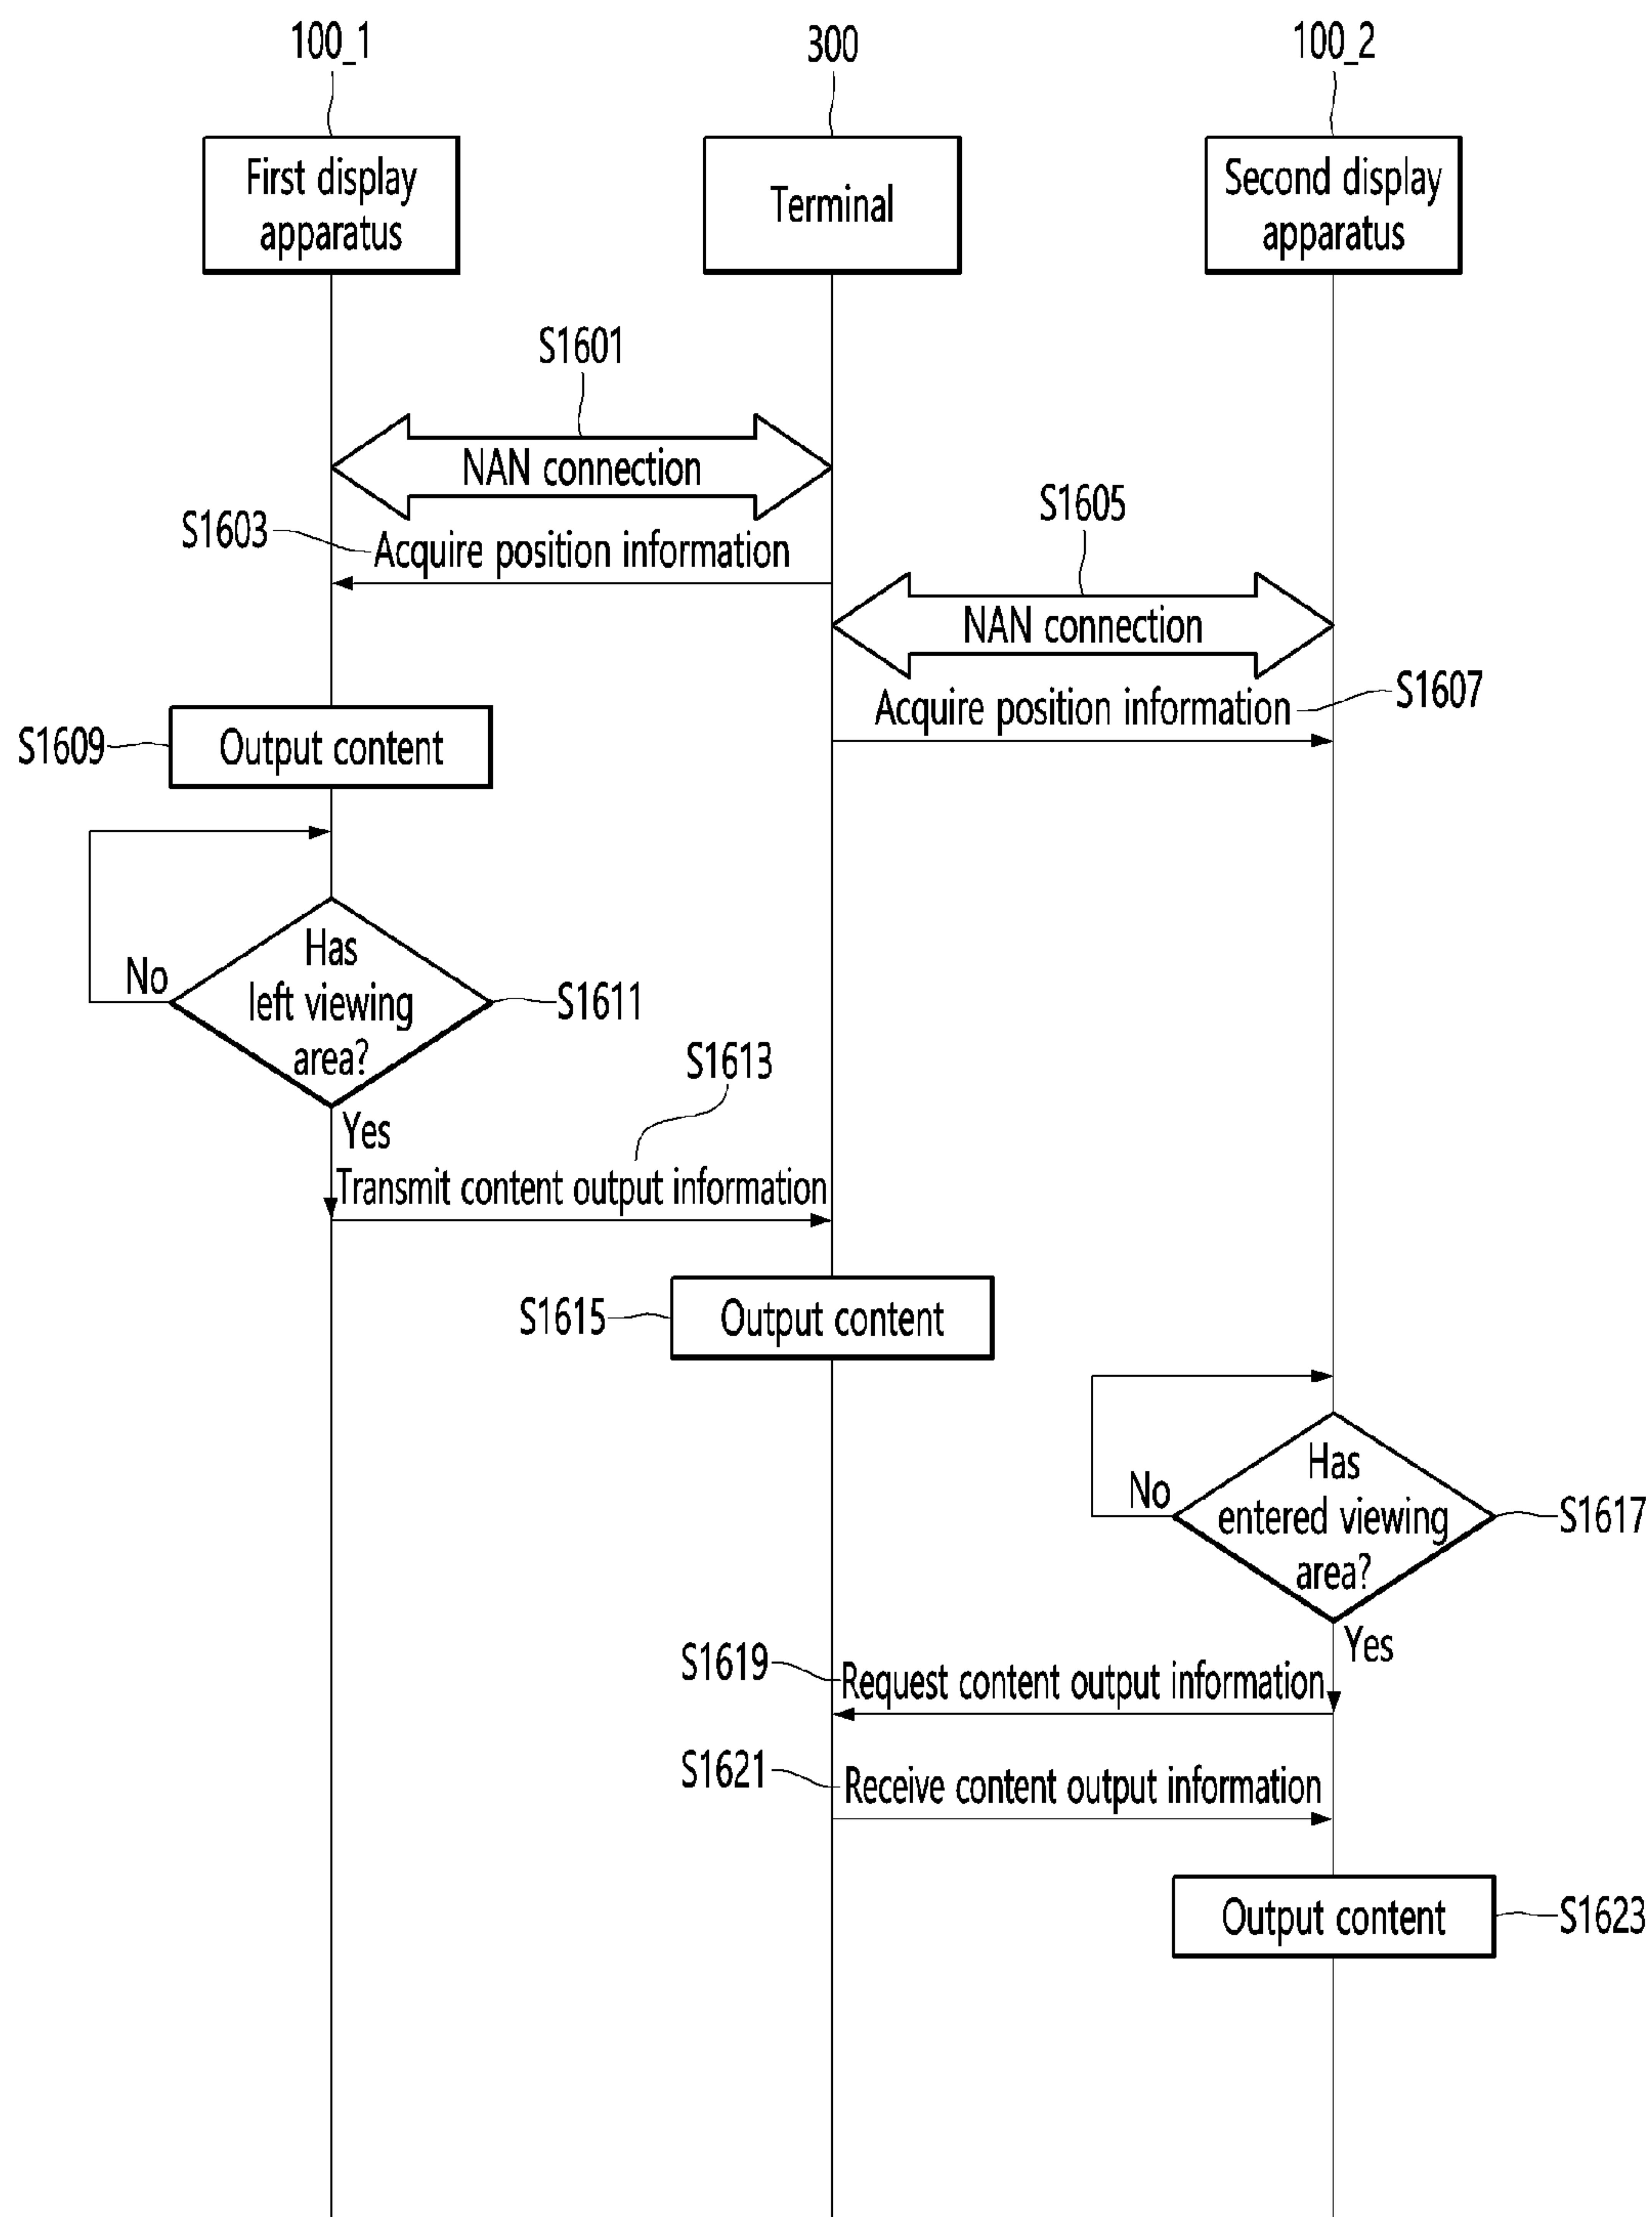 100_1
300
100_2
First display
apparatus
Terminal
Second display
apparatus
S1601
NAN connection
S1603
Acquire position information
S1605
NAN connection
S1607
Acquire position information
S1609
Output content
Has
left viewing
area?
No
S1611
Yes
S1613
Transmit content output information
S1615
Output content
Has
entered viewing
area?
No
S1617
Yes
S1619
Request content output information
S1621
Receive content output information
Output content
S1623